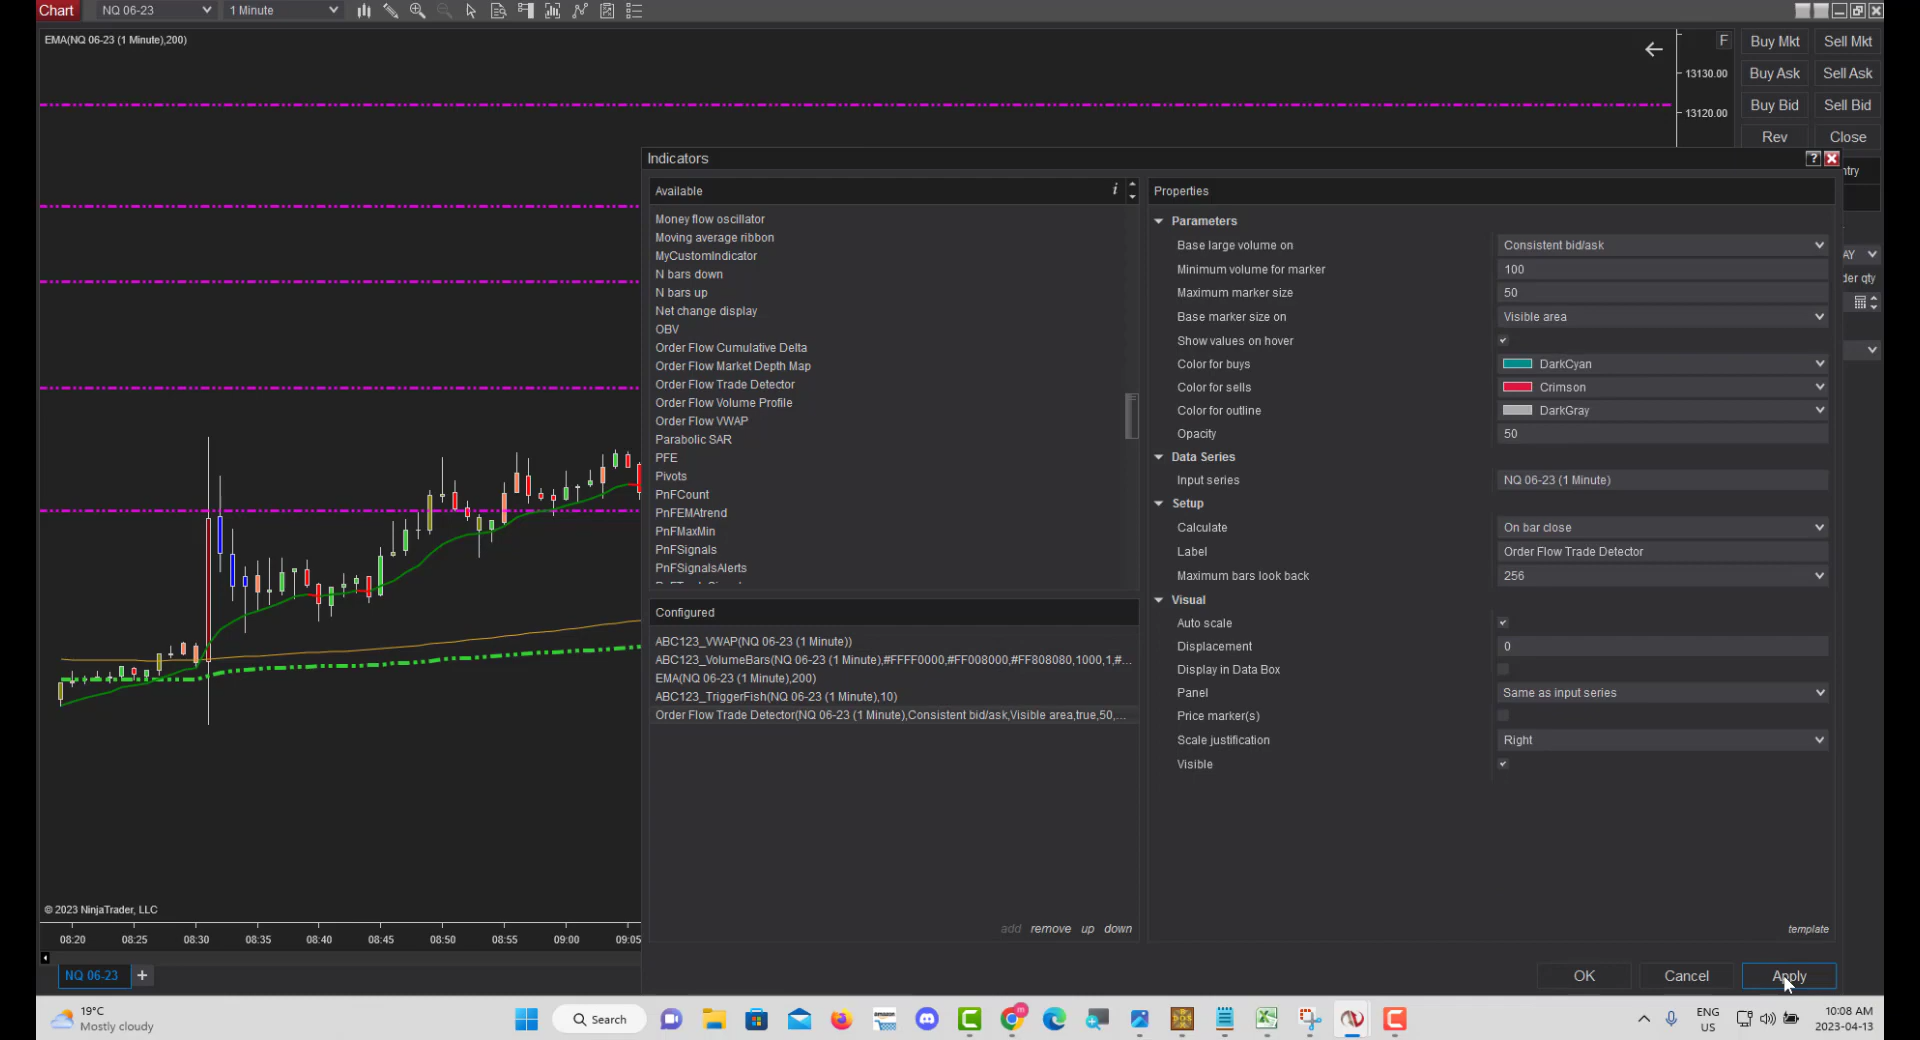 Chart NQ 06-23 1 Minute
EMA(NQ 06-23 (1 Minute),200)
F
13130.00
13120.00
Buy Mkt Sell Mkt
Buy Ask Sell Ask
Buy Bid Sell Bid
Rev Close
ntry
AY
der qty
Indicators ?
Available i
Money flow oscillator
Moving average ribbon
MyCustomIndicator
N bars down
N bars up
Net change display
OBV
Order Flow Cumulative Delta
Order Flow Market Depth Map
Order Flow Trade Detector
Order Flow Volume Profile
Order Flow VWAP
Parabolic SAR
PFE
Pivots
PnFCount
PnFEMAtrend
PnFMaxMin
PnFSignals
PnFSignalsAlerts
Configured
ABC123_VWAP(NQ 06-23 (1 Minute))
ABC123_VolumeBars(NQ 06-23 (1 Minute),#FFFF0000,#FF008000,#FF808080,1000,1,#...
EMA(NQ 06-23 (1 Minute),200)
ABC123_TriggerFish(NQ 06-23 (1 Minute),10)
Order Flow Trade Detector(NQ 06-23 (1 Minute),Consistent bid/ask,Visible area,true,50,...
add remove up down
Properties
Parameters
Base large volume on Consistent bid/ask
Minimum volume for marker 100
Maximum marker size 50
Base marker size on Visible area
Show values on hover
Color for buys DarkCyan
Color for sells Crimson
Color for outline DarkGray
Opacity 50
Data Series
Input series NQ 06-23 (1 Minute)
Setup
Calculate On bar close
Label Order Flow Trade Detector
Maximum bars look back 256
Visual
Auto scale
Displacement 0
Display in Data Box
Panel Same as input series
Price marker(s)
Scale justification Right
Visible
template
OK Cancel Apply
© 2023 NinjaTrader, LLC
08:20 08:25 08:30 08:35 08:40 08:45 08:50 08:55 09:00 09:05
NQ 06-23 +
19°C
Mostly cloudy
Search
amazon
DOS
ENG
US
10:08 AM
2023-04-13